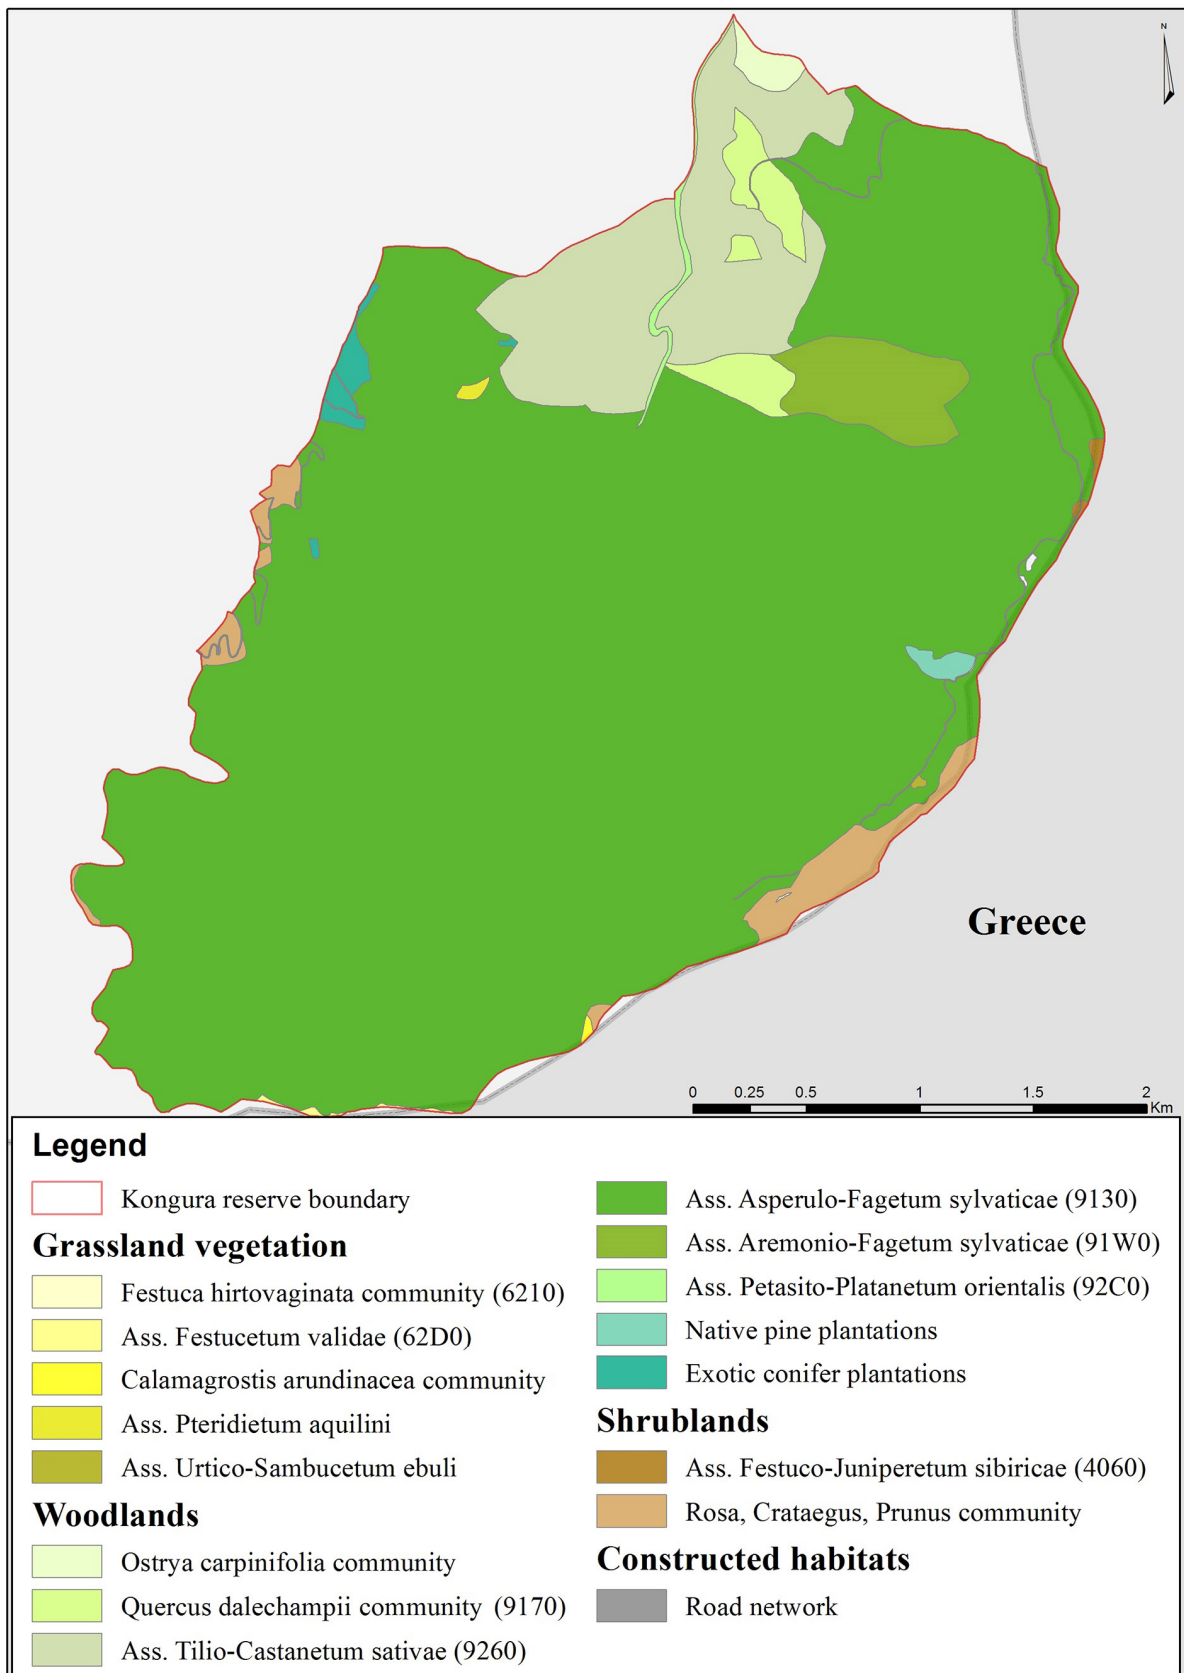 N
Greece
0 0.25 0.5 1 1.5 2
Km
Legend
Kongura reserve boundary
Grassland vegetation
Festuca hirtovaginata community (6210)
Ass. Festucetum validae (62D0)
Calamagrostis arundinacea community
Ass. Pteridietum aquilini
Ass. Urtico-Sambucetum ebuli
Woodlands
Ostrya carpinifolia community
Quercus dalechampii community (9170)
Ass. Tilio-Castanetum sativae (9260)
Ass. Asperulo-Fagetum sylvaticae (9130)
Ass. Aremonio-Fagetum sylvaticae (91W0)
Ass. Petasito-Platanetum orientalis (92C0)
Native pine plantations
Exotic conifer plantations
Shrublands
Ass. Festuco-Juniperetum sibiricae (4060)
Rosa, Crataegus, Prunus community
Constructed habitats
Road network